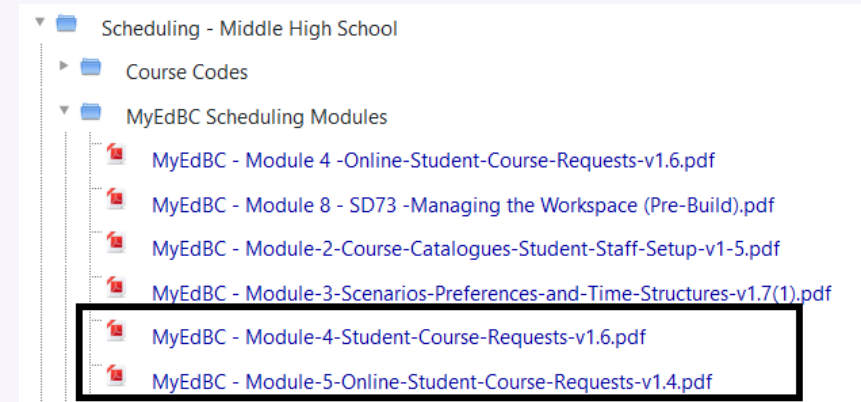 Scheduling - Middle High School
Course Codes
MyEdBC Scheduling Modules
MyEdBC - Module 4 -Online-Student-Course-Requests-v1.6.pdf
MyEdBC - Module 8 - SD73 -Managing the Workspace (Pre-Build).pdf
MyEdBC - Module-2-Course-Catalogues-Student-Staff-Setup-v1-5.pdf
MyEdBC - Module-3-Scenarios-Preferences-and-Time-Structures-v1.7(1).pdf
MyEdBC - Module-4-Student-Course-Requests-v1.6.pdf
MyEdBC - Module-5-Online-Student-Course-Requests-v1.4.pdf